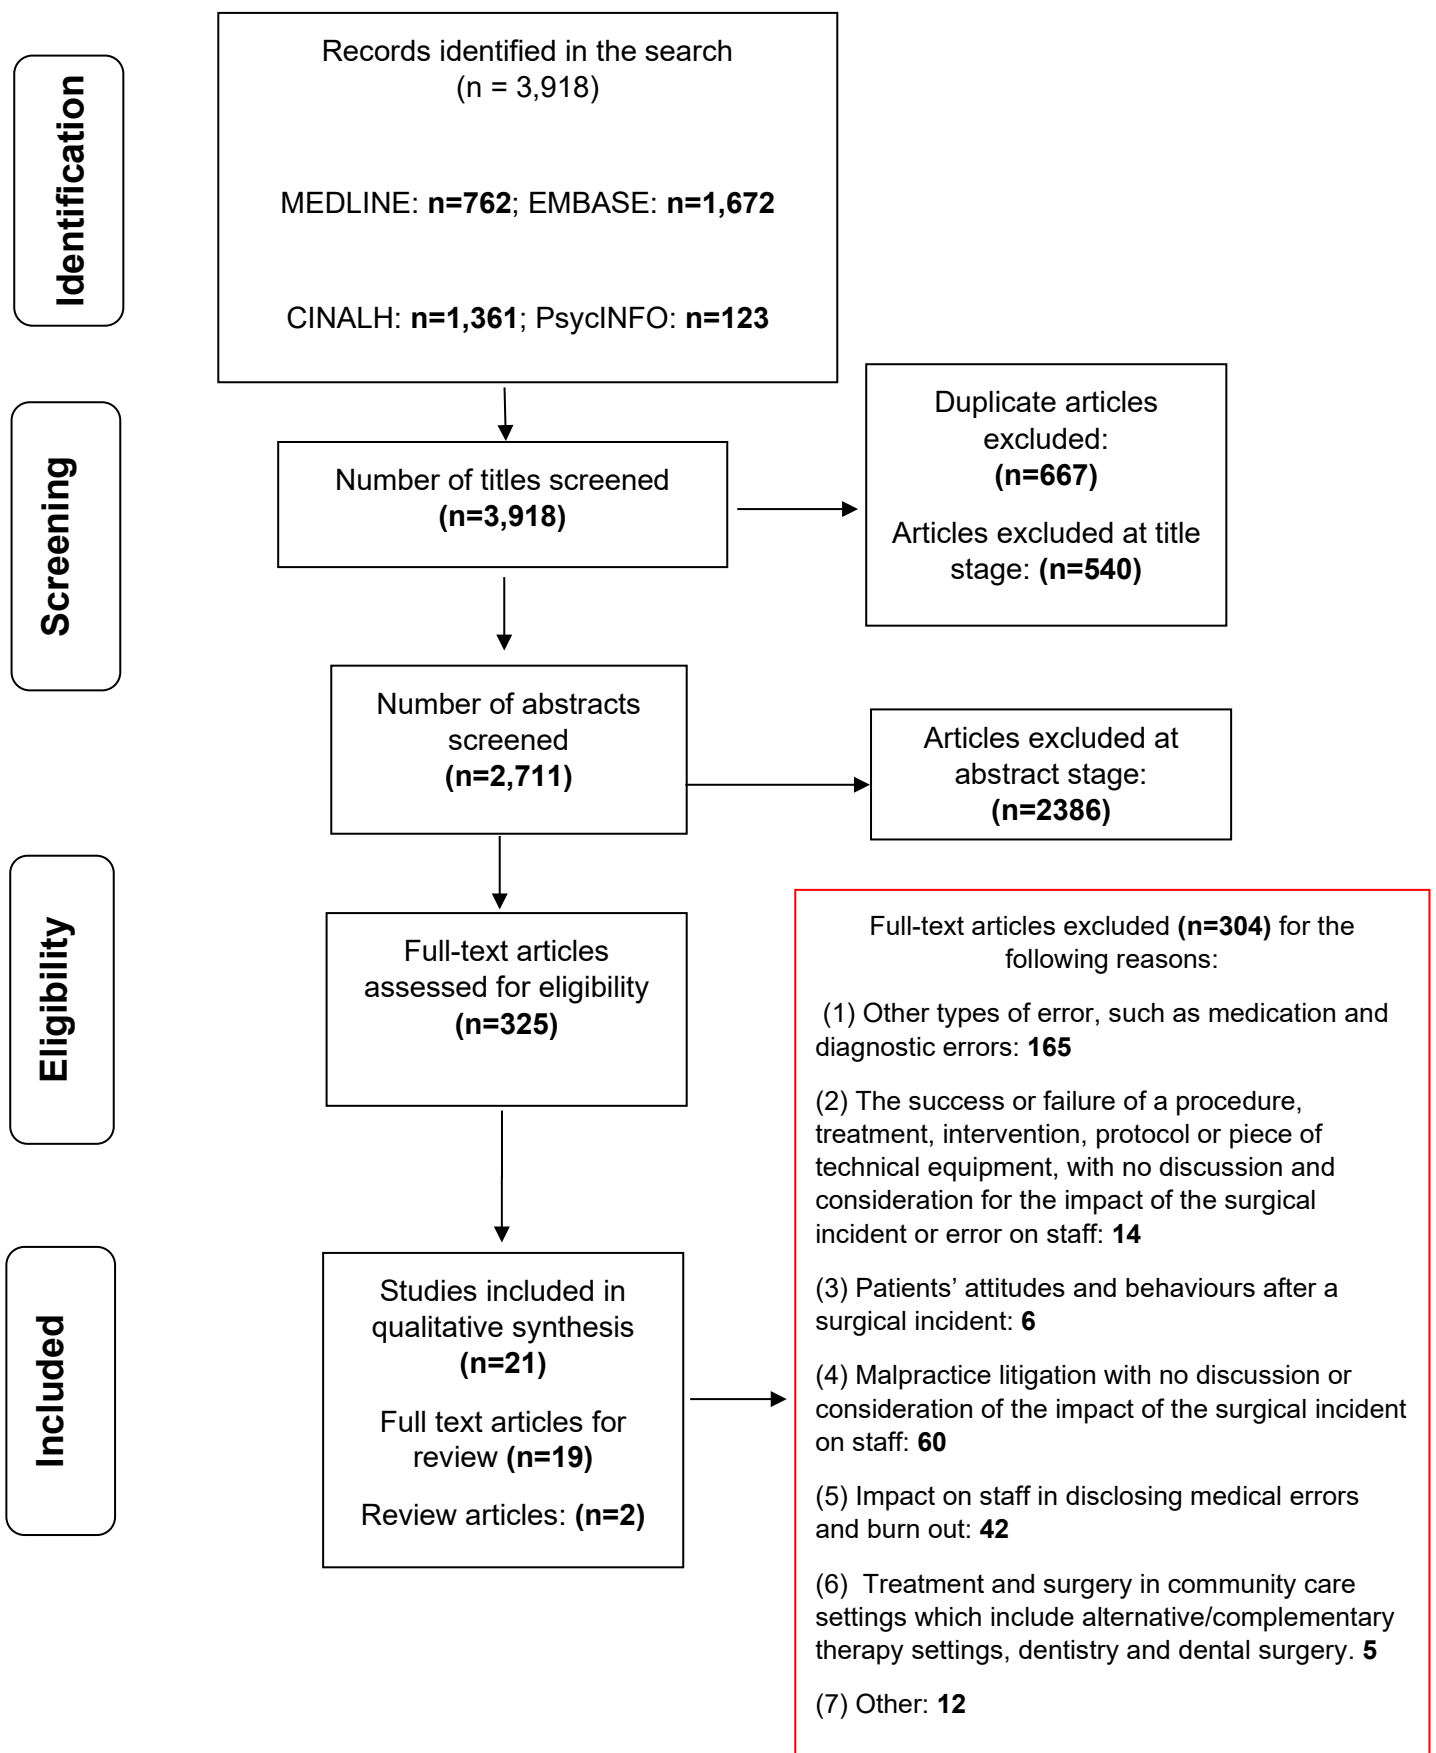 Identification
Records identified in the search
(n = 3,918)
MEDLINE: n=762; EMBASE: n=1,672
CINALH: n=1,361; PsycINFO: n=123
Screening
Number of titles screened
(n=3,918)
Duplicate articles
excluded:
(n=667)
Articles excluded at title
stage: (n=540)
Number of abstracts
screened
(n=2,711)
Articles excluded at
abstract stage:
(n=2386)
Eligibility
Full-text articles
assessed for eligibility
(n=325)
Full-text articles excluded (n=304) for the
following reasons:
(1) Other types of error, such as medication and
diagnostic errors: 165
(2) The success or failure of a procedure,
treatment, intervention, protocol or piece of
technical equipment, with no discussion and
consideration for the impact of the surgical
incident or error on staff: 14
(3) Patients’ attitudes and behaviours after a
surgical incident: 6
(4) Malpractice litigation with no discussion or
consideration of the impact of the surgical incident
on staff: 60
(5) Impact on staff in disclosing medical errors
and burn out: 42
(6) Treatment and surgery in community care
settings which include alternative/complementary
therapy settings, dentistry and dental surgery. 5
(7) Other: 12
Included
Studies included in
qualitative synthesis
(n=21)
Full text articles for
review (n=19)
Review articles: (n=2)